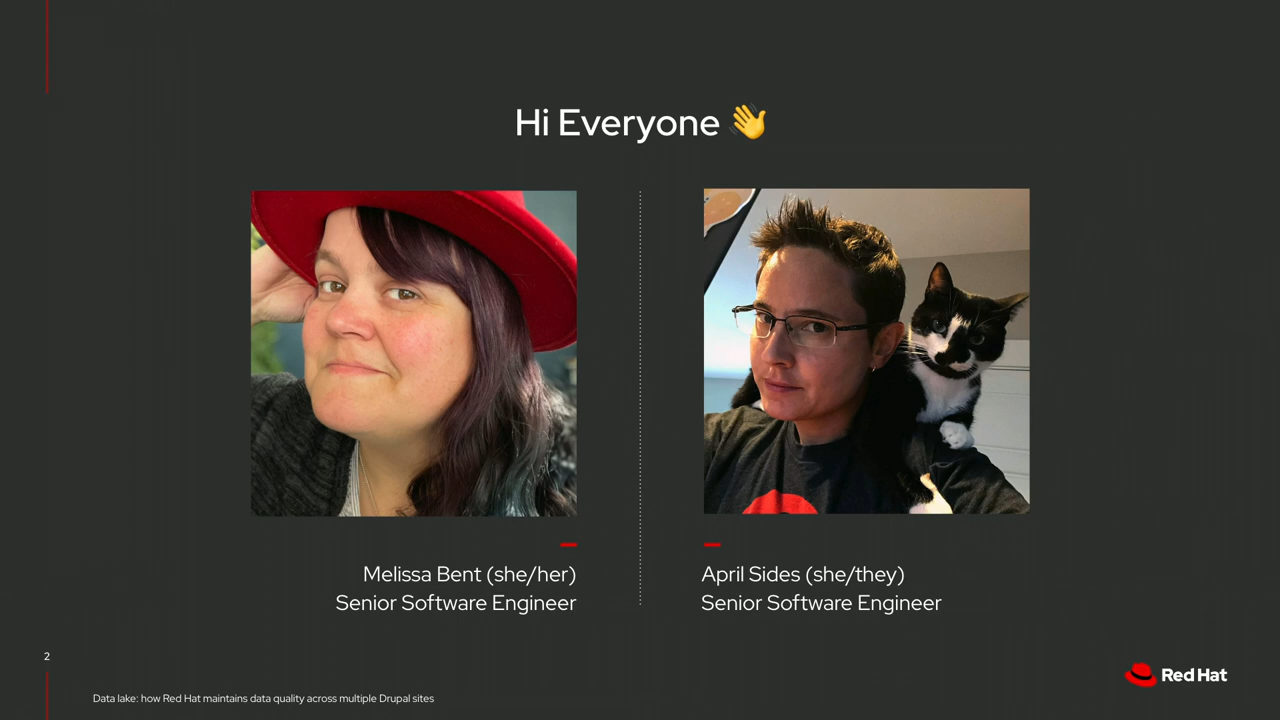 Hi Everyone 👋
Melissa Bent (she/her)
Senior Software Engineer
April Sides (she/they)
Senior Software Engineer
2
Data lake: how Red Hat maintains data quality across multiple Drupal sites
Red Hat